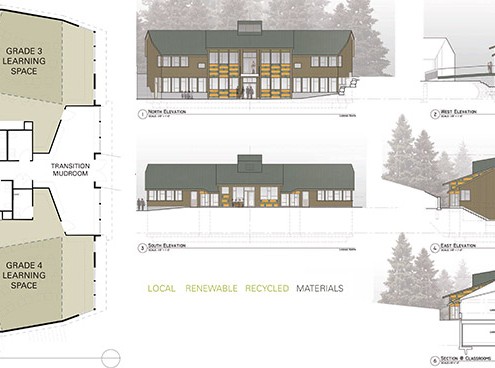 GRADE 3
LEARNING
SPACE
TRANSITION
MUDROOM
GRADE 4
LEARNING
SPACE
1 NORTH ELEVATION
2 WEST ELEVATION
3 SOUTH ELEVATION
4 EAST ELEVATION
LOCAL RENEWABLE RECYCLED MATERIALS
SECTION @ CLASSROOMS